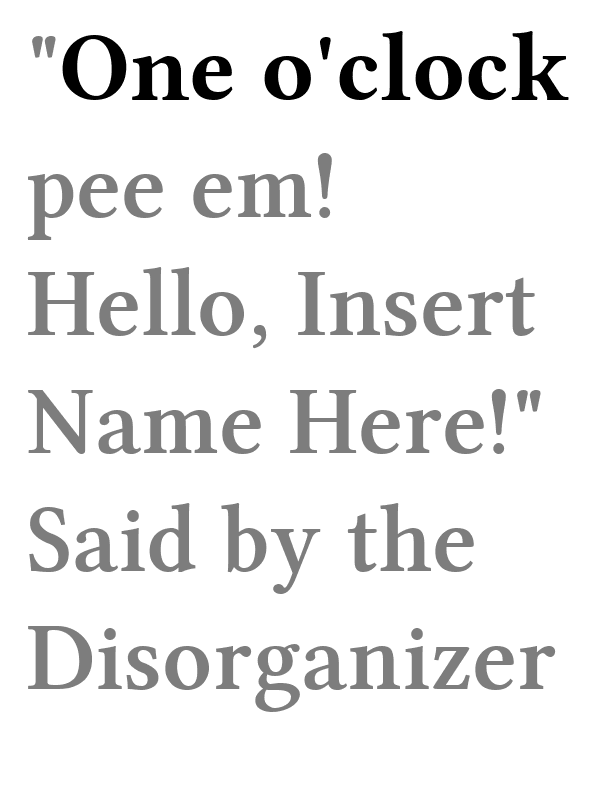 "One o'clock
pee em!
Hello, Insert
Name Here!"
Said by the
Disorganizer